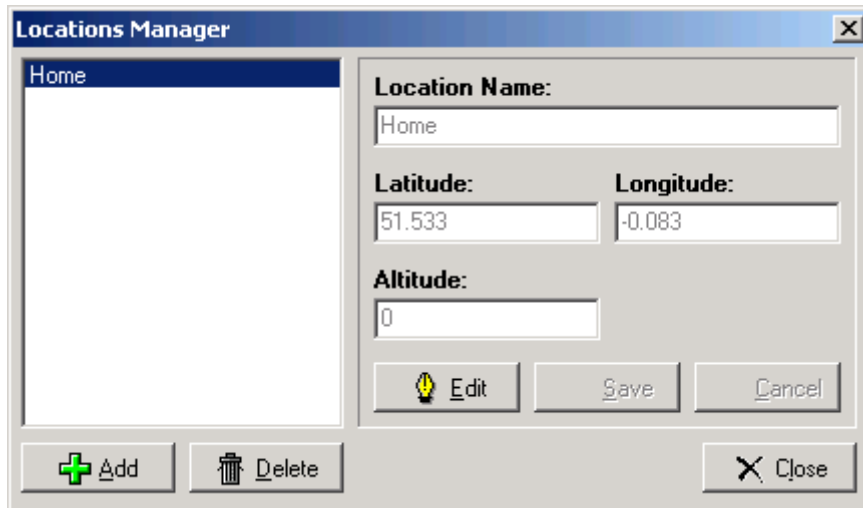 Locations Manager
Home
Location Name:
Home
Latitude: Longitude:
51.533 -0.083
Altitude:
0
Edit Save Cancel
Add Delete Close